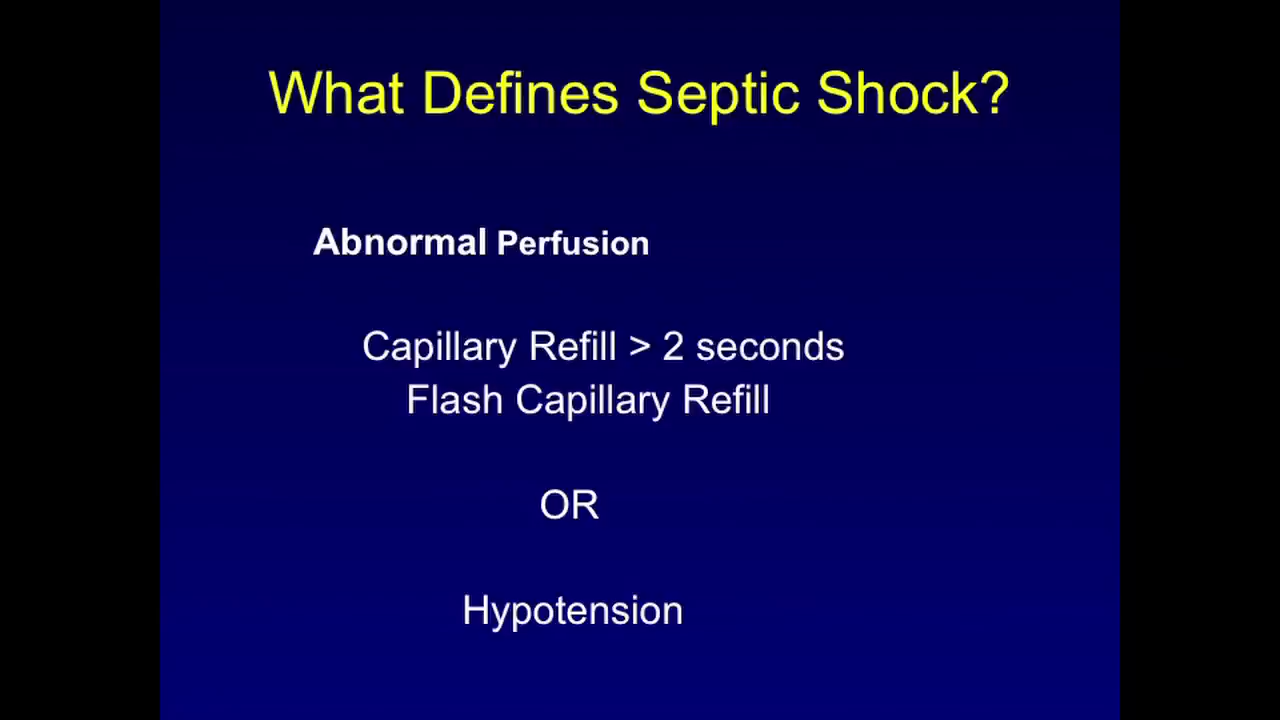 What Defines Septic Shock?
Abnormal Perfusion
Capillary Refill > 2 seconds
Flash Capillary Refill
OR
Hypotension